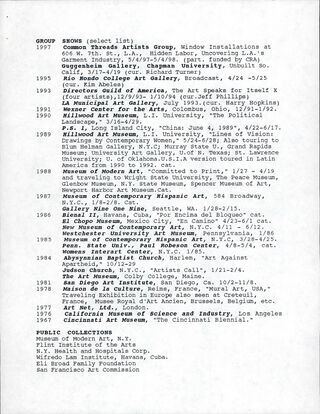 GROUP SHOWS (select list)
1997 Common Threads Artists Group, Window Installations at
606 W. 7th St., L.A., Hidden Labor, Uncovering L.A.'s
Garment Industry, 5/4/97-5/4/98. (part. funded by CRA)
Guggenheim Gallery, Chapman University, Unbuilt So.
Calif, 3/17-4/19 (cur. Richard Turner)
1995 Rio Hondo College Art Gallery, Broadcast, 4/24 -5/25
(cur. Kim Abeles)
1993 Directors Guild of America, The Art Speaks for Itself X
(four artists),12/9/93- 1/10/94 (cur.Jeff Phillips)
LA Municipal Art Gallery, July 1993.(cur. Harry Hopkins)
1991 Wexner Center for the Arts, Colombus, Ohio, 12/91-1/92.
1990 Hillwood Art Museum, L.I. University, "The Political
Landscape," 3/16-4/29.
P.S. 1, Long Island City, "China: June 4, 1989", 4/22-6/17.
1989 Hillwood Art Museum, L.I. University, "Lines of Vision:
Drawings by Contemporary Women," 5/24-6/28; Also touring to
Blum Helman Gallery, N.Y.C; Murray State U., Grand Rapids
Museum; University Art Gallery, U.of N. Texas; St. Lawrence
University; U. of Oklahoma.U.S.I.A version toured in Latin
America from 1990 to 1992. cat.
1988 Museum of Modern Art, "Committed to Print," 1/27 - 4/19
and traveling to Wright State University, The Peace Museum,
Glenbow Museum, N.Y. State Museum, Spencer Museum of Art,
Newport Harbor Art Museum. Cat.
1987 Museum of Contemporary Hispanic Art, 584 Broadway,
N.Y.C., 1/8-2/8. Cat.
Gallery Nine One Nine, Seattle, WA. 1/28-2/15.
1986 Bienal II, Havana, Cuba, "Por Encima del Bloqueo" cat.
El Chopo Museum, Mexico City, "En Camino" 4/23-6/1 cat.
New Museum of Contemporary Art, N.Y.C. 4/11 - 6/12.
Westchester University Art Museum, Pennsylvania, 1/86
1985 Museum of Contemporary Hispanic Art, N.Y.C., 3/28-4/25.
Penn. State Univ., Paul Robeson Center, 4/8-5/4, cat.
Womens Interart Center, N.Y.C. 1/85.
1984 Abysynnian Baptist Church, Harlem, "Art Against
Apartheid," 10/12-29
Judson Church, N.Y.C., "Artists Call", 1/21-2/4.
The Art Museum, Colby College, Maine.
1981 San Diego Art Institute, San Diego, Ca. 10/2-11/8.
1978 Maison de la Culture, Reims, France, "Mural Art, USA,"
Traveling Exhibition in Europe also seen at Creteuil,
France, Musee Royal d'Art Ancien, Brussels, Belgium, etc.
1977 Art Net, Ltd., London.
1976 California Museum of Science and Industry, Los Angeles
1967 Cincinnati Art Museum, "The Cincinnati Biennial."
PUBLIC COLLECTIONS
Museum of Modern Art, N.Y.
Flint Institute of the Arts
N.Y. Health and Hospitals Corp.
Wilfredo Lam Institute, Havana, Cuba.
Eli Broad Family Foundation
San Francisco Art Commission